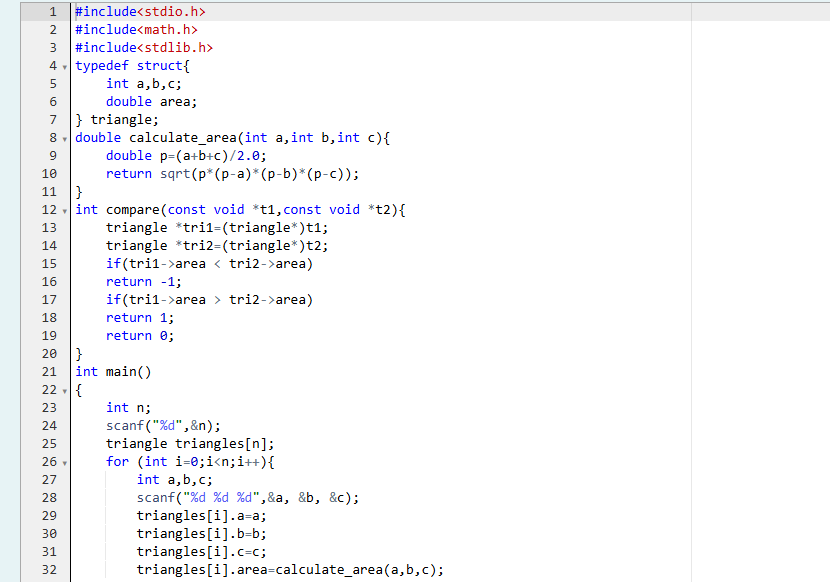 1 #include<stdio.h>
2 #include<math.h>
3 #include<stdlib.h>
4 typedef struct{
5     int a,b,c;
6     double area;
7 } triangle;
8 double calculate_area(int a,int b,int c){
9     double p=(a+b+c)/2.0;
10     return sqrt(p*(p-a)*(p-b)*(p-c));
11 }
12 int compare(const void *t1,const void *t2){
13     triangle *tri1=(triangle*)t1;
14     triangle *tri2=(triangle*)t2;
15     if(tri1->area < tri2->area)
16     return -1;
17     if(tri1->area > tri2->area)
18     return 1;
19     return 0;
20 }
21 int main()
22 {
23     int n;
24     scanf("%d",&n);
25     triangle triangles[n];
26     for (int i=0;i<n;i++){
27         int a,b,c;
28         scanf("%d %d %d",&a, &b, &c);
29         triangles[i].a=a;
30         triangles[i].b=b;
31         triangles[i].c=c;
32         triangles[i].area=calculate_area(a,b,c);